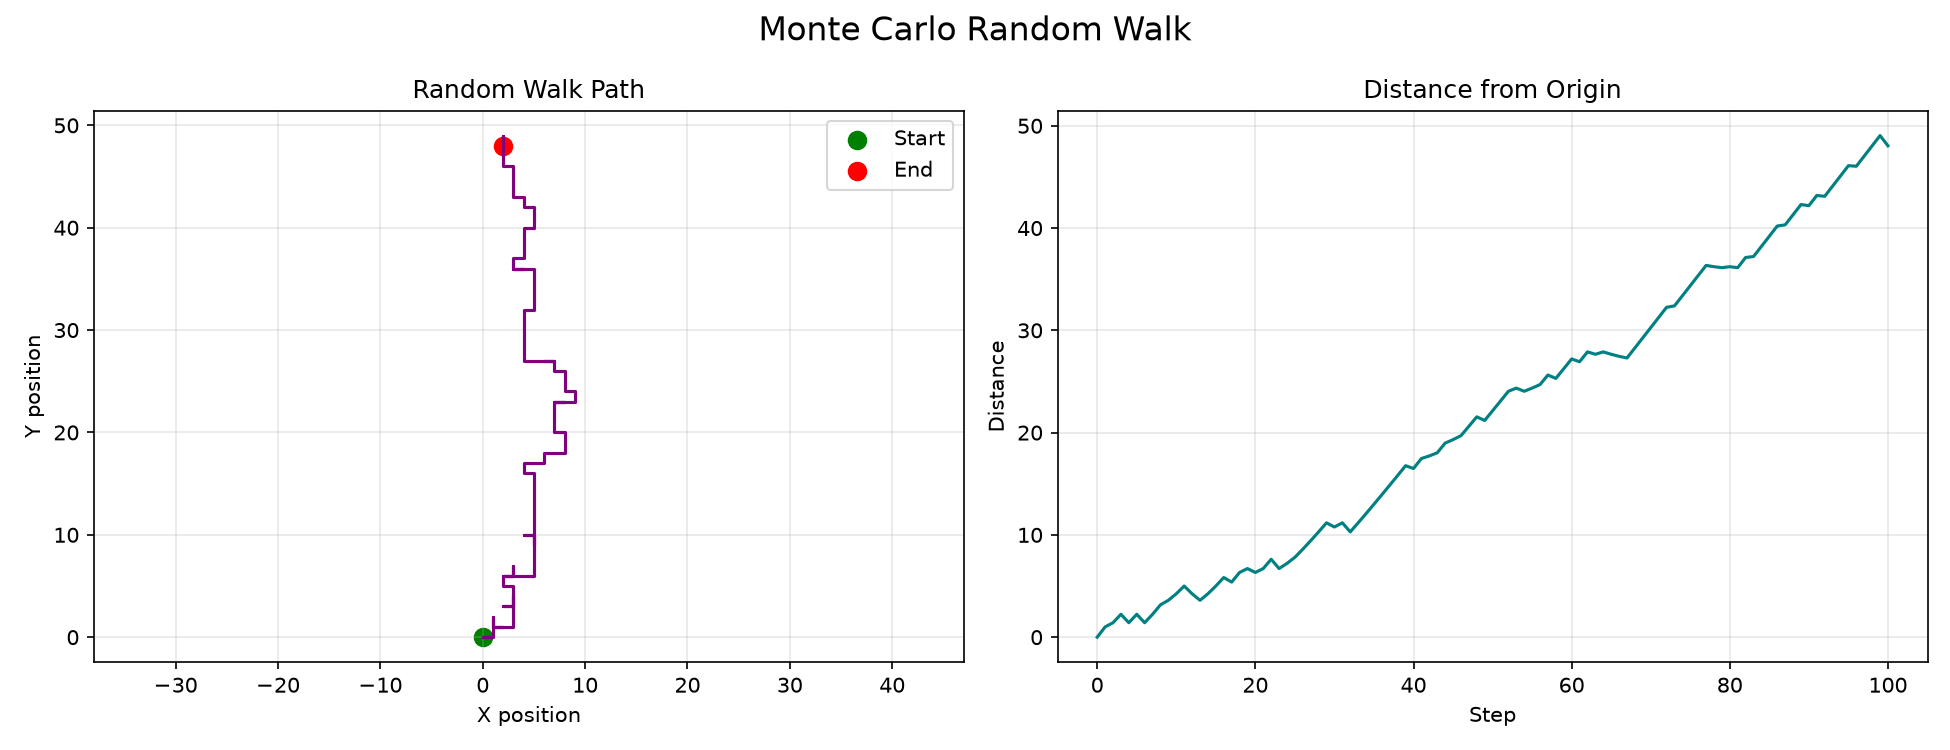 Monte Carlo Random Walk
Random Walk Path
50
40
30
20
10
0
Y position
−30 −20 −10 0 10 20 30 40
X position
Start
End
Distance from Origin
50
40
30
20
10
0
Distance
0 20 40 60 80 100
Step